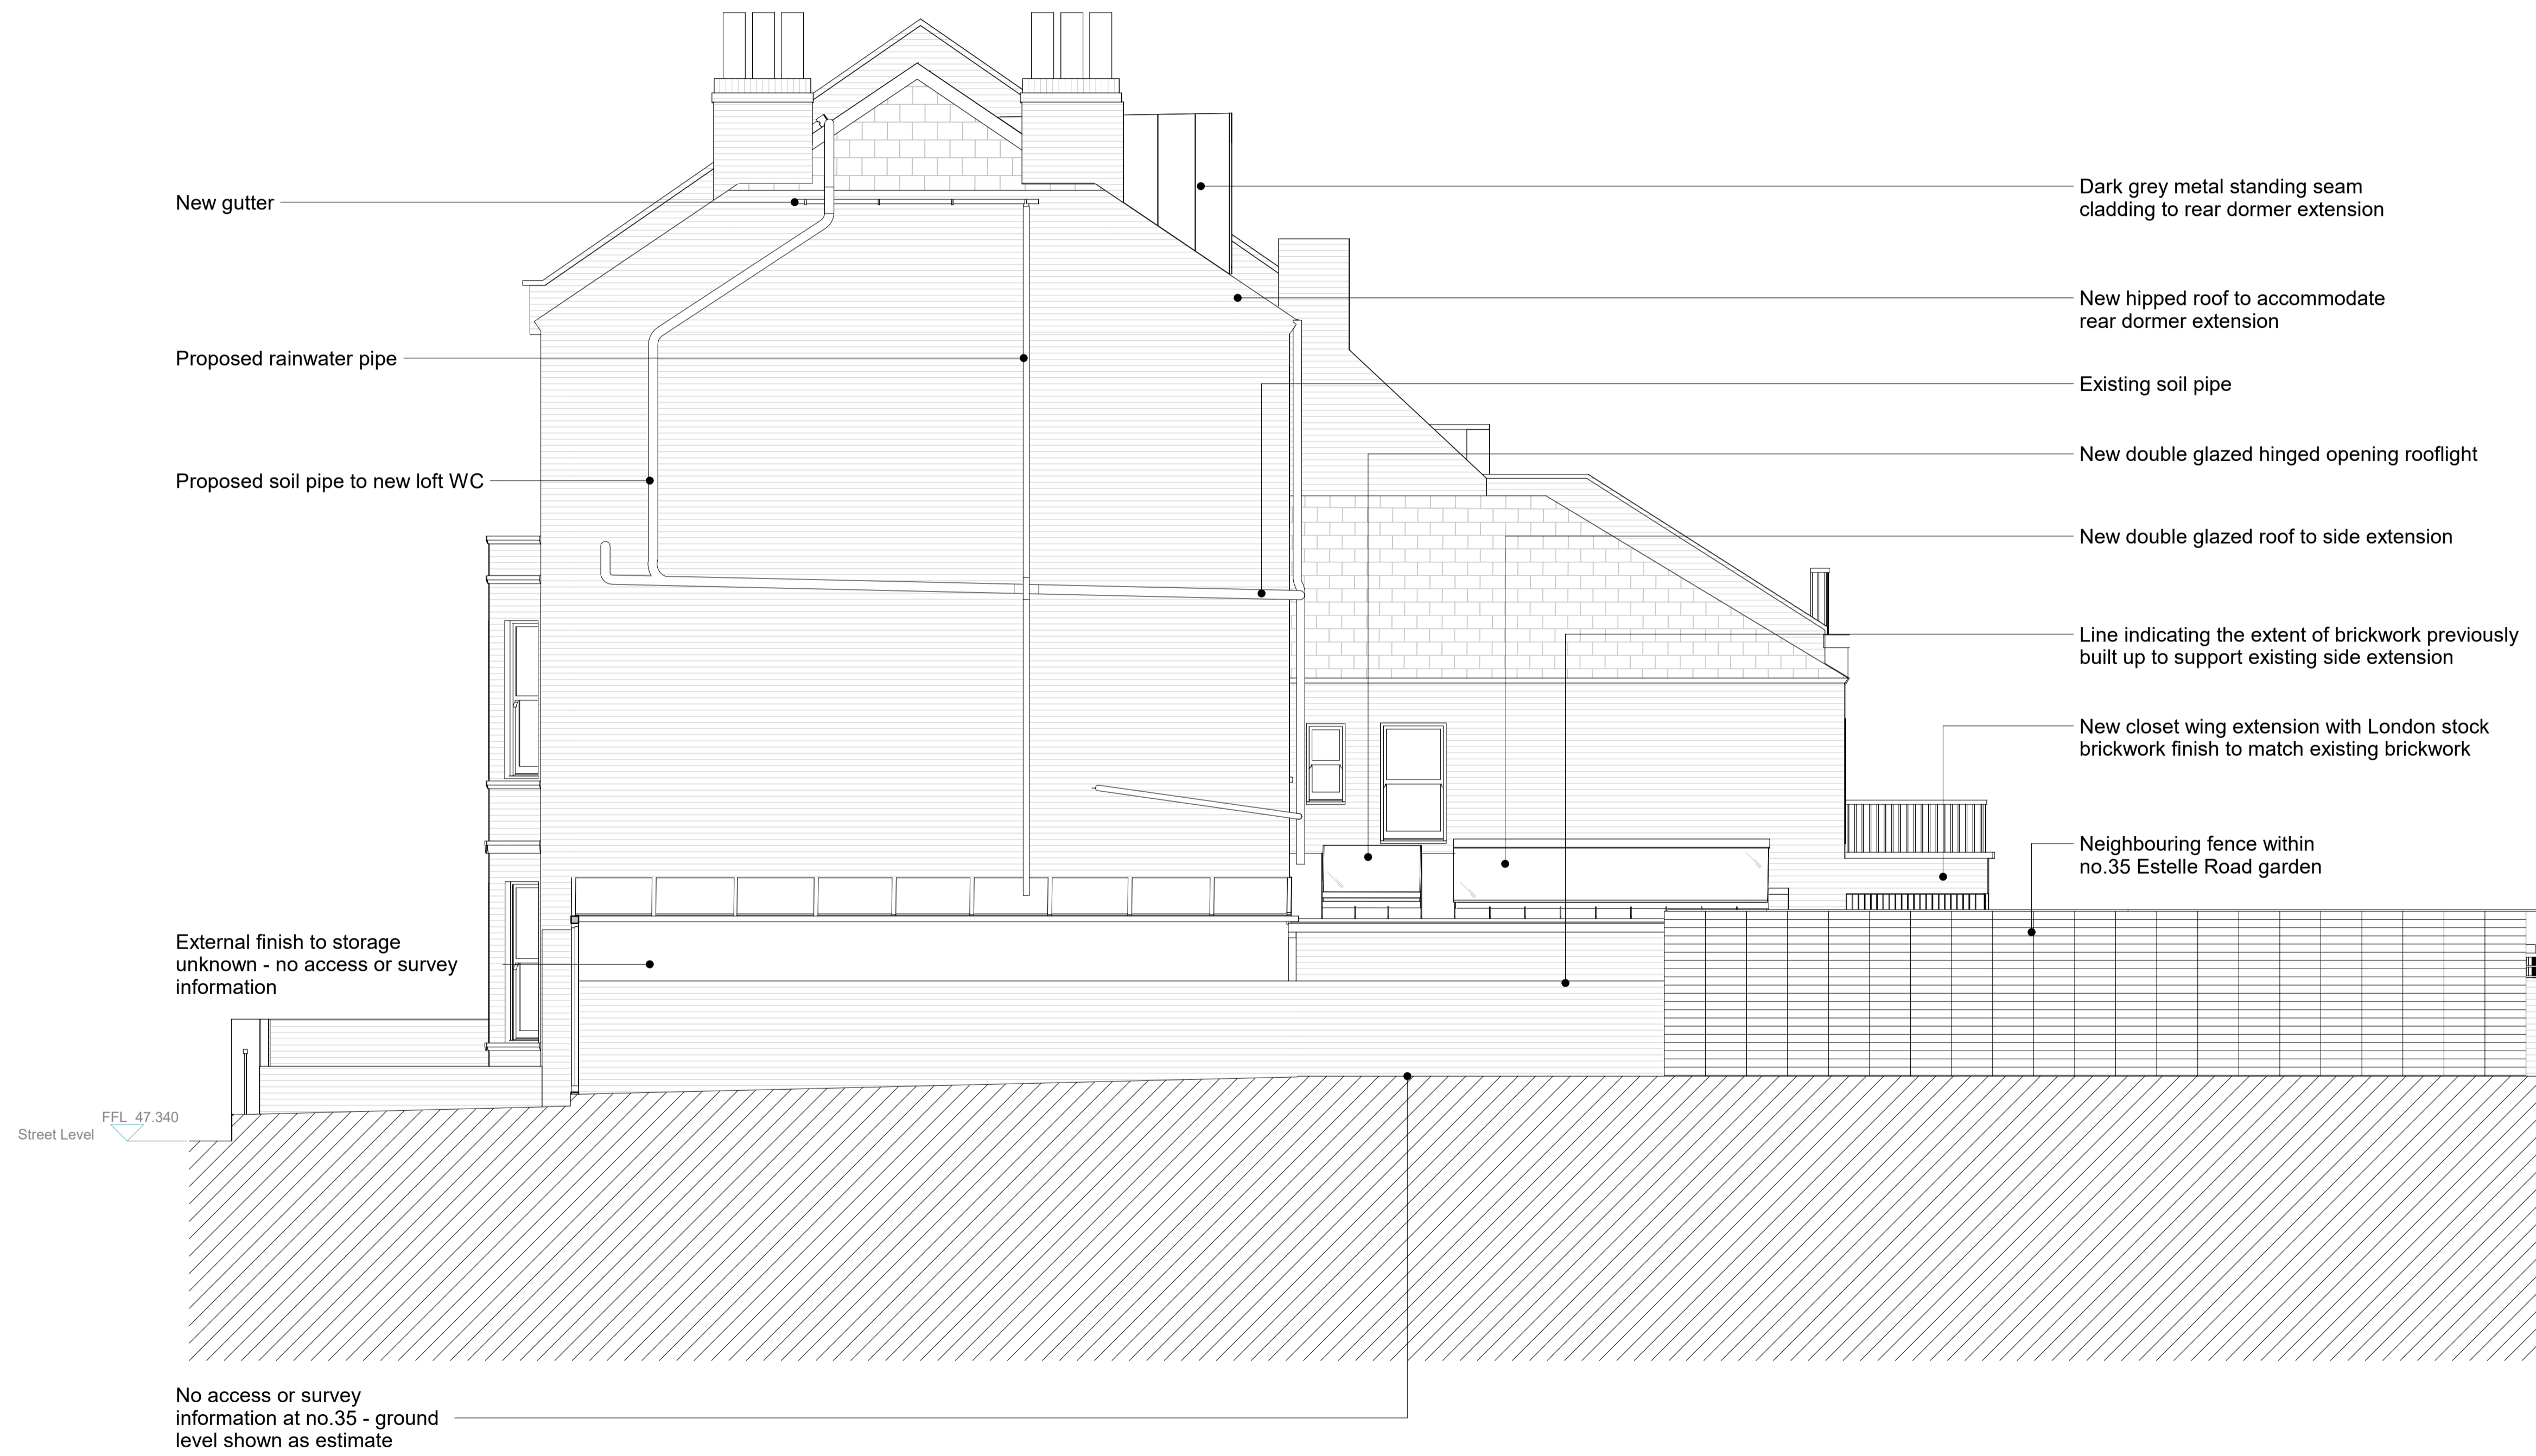 New gutter
Proposed rainwater pipe
Proposed soil pipe to new loft WC
External finish to storage
unknown - no access or survey
information
FFL 47.340
Street Level
No access or survey
information at no.35 - ground
level shown as estimate
Dark grey metal standing seam
cladding to rear dormer extension
New hipped roof to accommodate
rear dormer extension
Existing soil pipe
New double glazed hinged opening rooflight
New double glazed roof to side extension
Line indicating the extent of brickwork previously
built up to support existing side extension
New closet wing extension with London stock
brickwork finish to match existing brickwork
Neighbouring fence within
no.35 Estelle Road garden